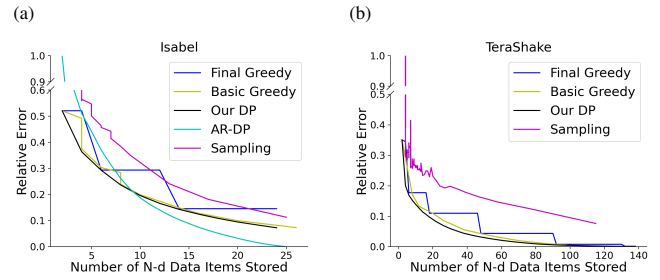 (a)
(b)
Isabel
TeraShake
Relative Error
1.0
0.9
0.6
0.5
0.4
0.3
0.2
0.1
0.0
5
10
15
20
25
Number of N-d Data Items Stored
Final Greedy
Basic Greedy
Our DP
AR-DP
Sampling
Relative Error
1.0
0.9
0.5
0.4
0.3
0.2
0.1
0.0
0
20
40
60
80
100
120
140
Number of N-d Data Items Stored
Final Greedy
Basic Greedy
Our DP
Sampling